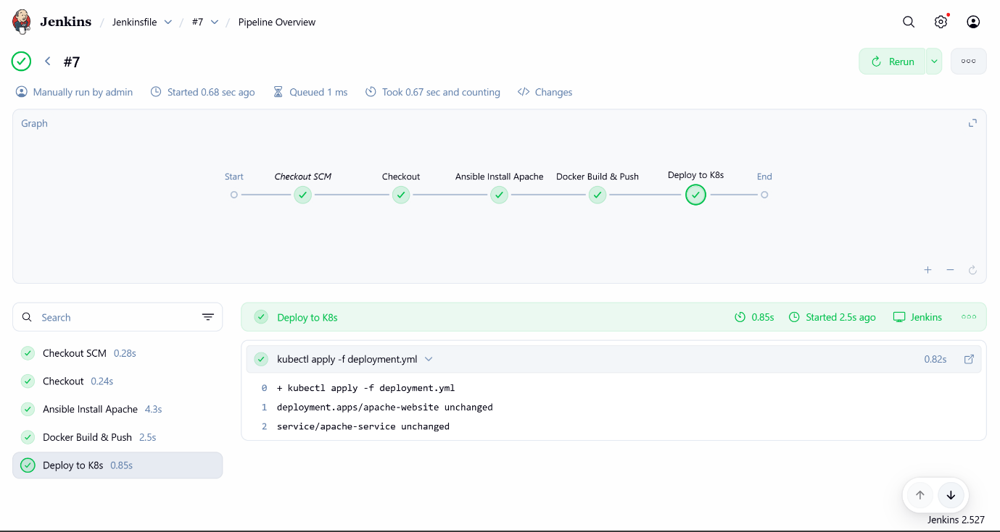 Jenkins / Jenkinsfile / #7 / Pipeline Overview
#7
Rerun
Manually run by admin Started 0.68 sec ago Queued 1 ms Took 0.67 sec and counting Changes
Graph
Start Checkout SCM Checkout Ansible Install Apache Docker Build & Push Deploy to K8s End
Search
Checkout SCM 0.28s
Checkout 0.24s
Ansible Install Apache 4.3s
Docker Build & Push 2.5s
Deploy to K8s 0.85s
Deploy to K8s 0.85s Started 2.5s ago Jenkins
kubectl apply -f deployment.yml 0.82s
0 + kubectl apply -f deployment.yml
1 deployment.apps/apache-website unchanged
2 service/apache-service unchanged
Jenkins 2.527